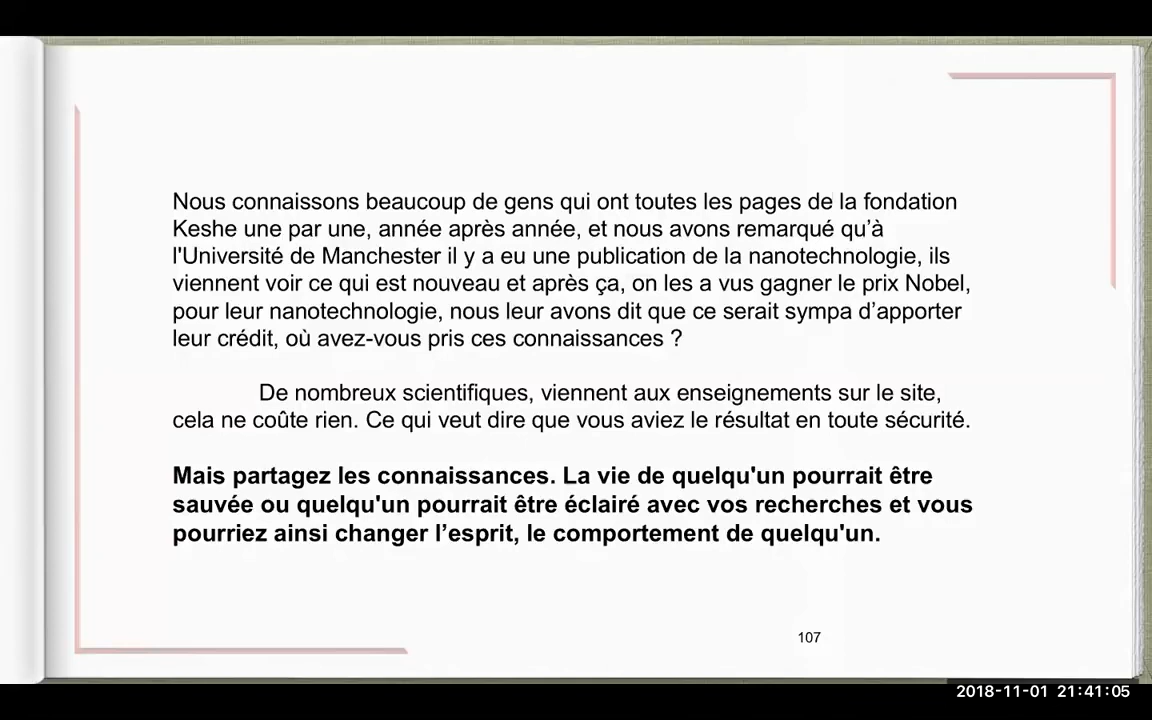 Nous connaissons beaucoup de gens qui ont toutes les pages de la fondation
Keshe une par une, année après année, et nous avons remarqué qu’à
l'Université de Manchester il y a eu une publication de la nanotechnologie, ils
viennent voir ce qui est nouveau et après ça, on les a vus gagner le prix Nobel,
pour leur nanotechnologie, nous leur avons dit que ce serait sympa d’apporter
leur crédit, où avez-vous pris ces connaissances ?
De nombreux scientifiques, viennent aux enseignements sur le site,
cela ne coûte rien. Ce qui veut dire que vous aviez le résultat en toute sécurité.
Mais partagez les connaissances. La vie de quelqu'un pourrait être
sauvée ou quelqu'un pourrait être éclairé avec vos recherches et vous
pourriez ainsi changer l’esprit, le comportement de quelqu'un.
107
2018-11-01 21:41:05